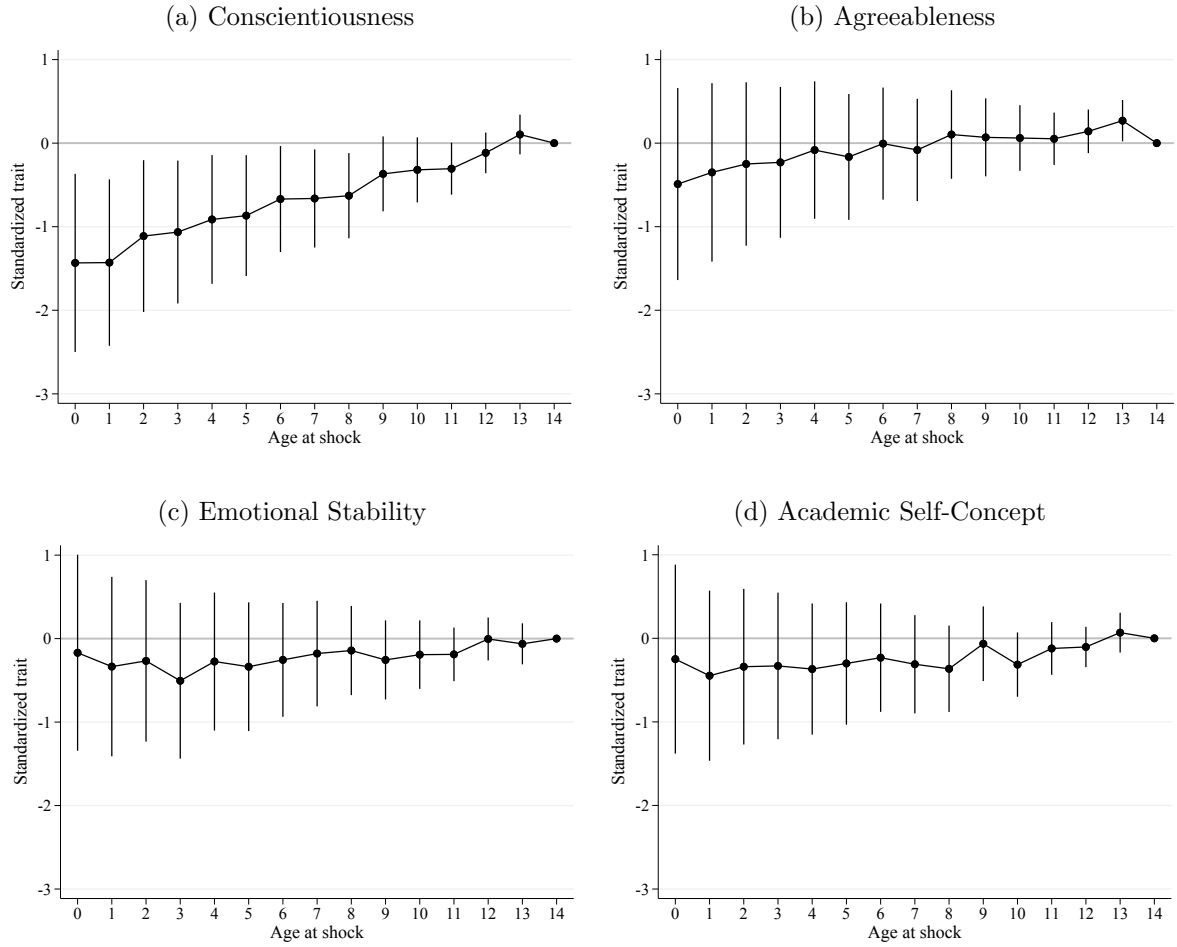 (a) Conscientiousness
1
0
-1
-2
-3
Standardized trait
0 1 2 3 4 5 6 7 8 9 10 11 12 13 14
Age at shock
(b) Agreeableness
1
0
-1
-2
-3
Standardized trait
0 1 2 3 4 5 6 7 8 9 10 11 12 13 14
Age at shock
(c) Emotional Stability
1
0
-1
-2
-3
Standardized trait
0 1 2 3 4 5 6 7 8 9 10 11 12 13 14
Age at shock
(d) Academic Self-Concept
1
0
-1
-2
-3
Standardized trait
0 1 2 3 4 5 6 7 8 9 10 11 12 13 14
Age at shock